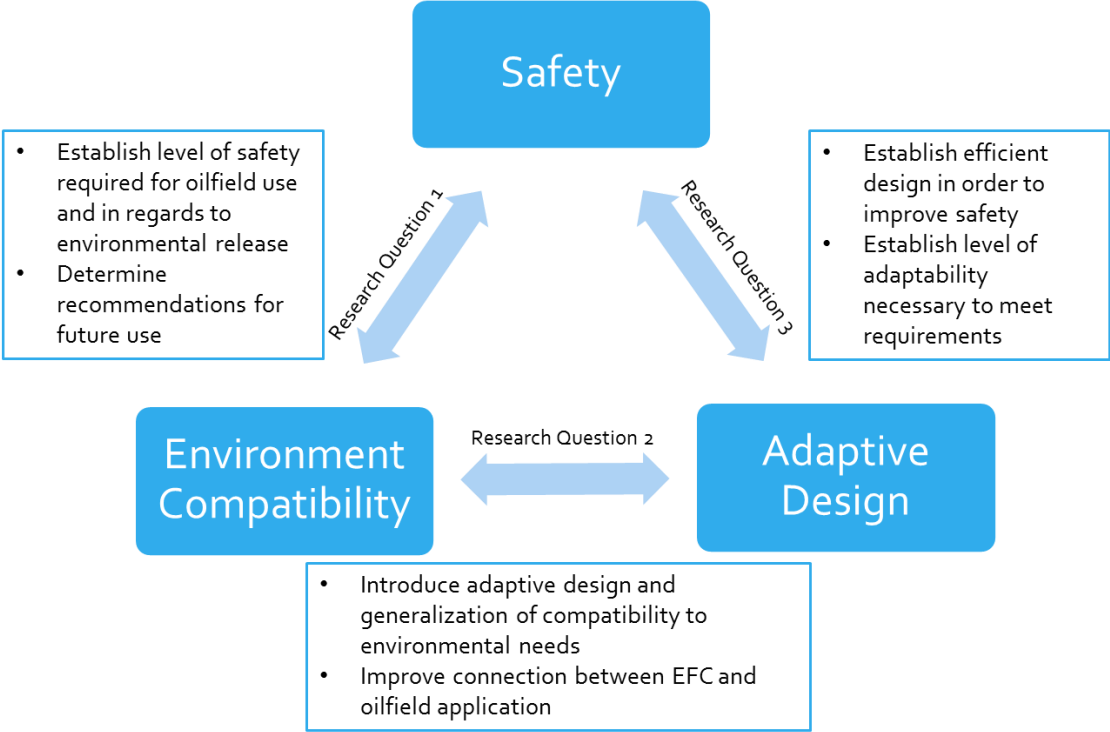 Safety
• Establish level of safety
required for oilfield use
and in regards to
environmental release
• Determine
recommendations for
future use
Research Question 1
Research Question 3
• Establish efficient
design in order to
improve safety
• Establish level of
adaptability
necessary to meet
requirements
Environment
Compatibility
Research Question 2
Adaptive
Design
• Introduce adaptive design and
generalization of compatibility to
environmental needs
• Improve connection between EFC and
oilfield application